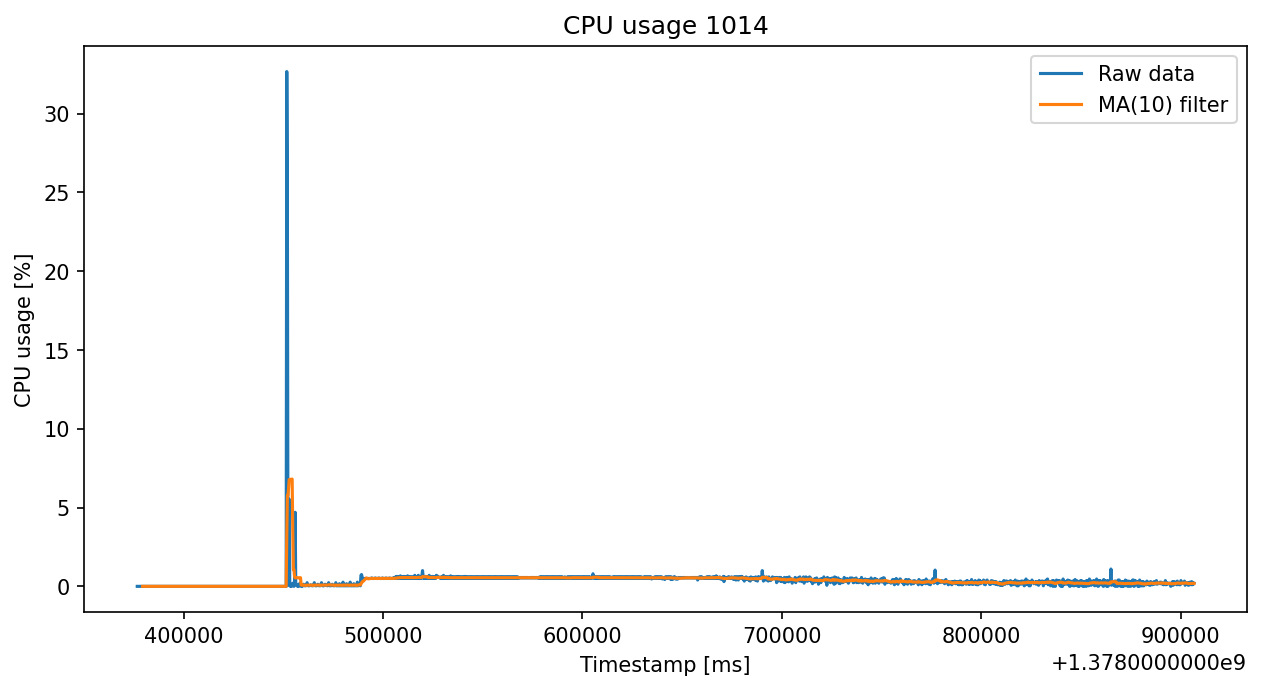 CPU usage 1014
Raw data
MA(10) filter
CPU usage [%]
30
25
20
15
10
5
0
400000 500000 600000 700000 800000 900000
Timestamp [ms]
+1.3780000000e9